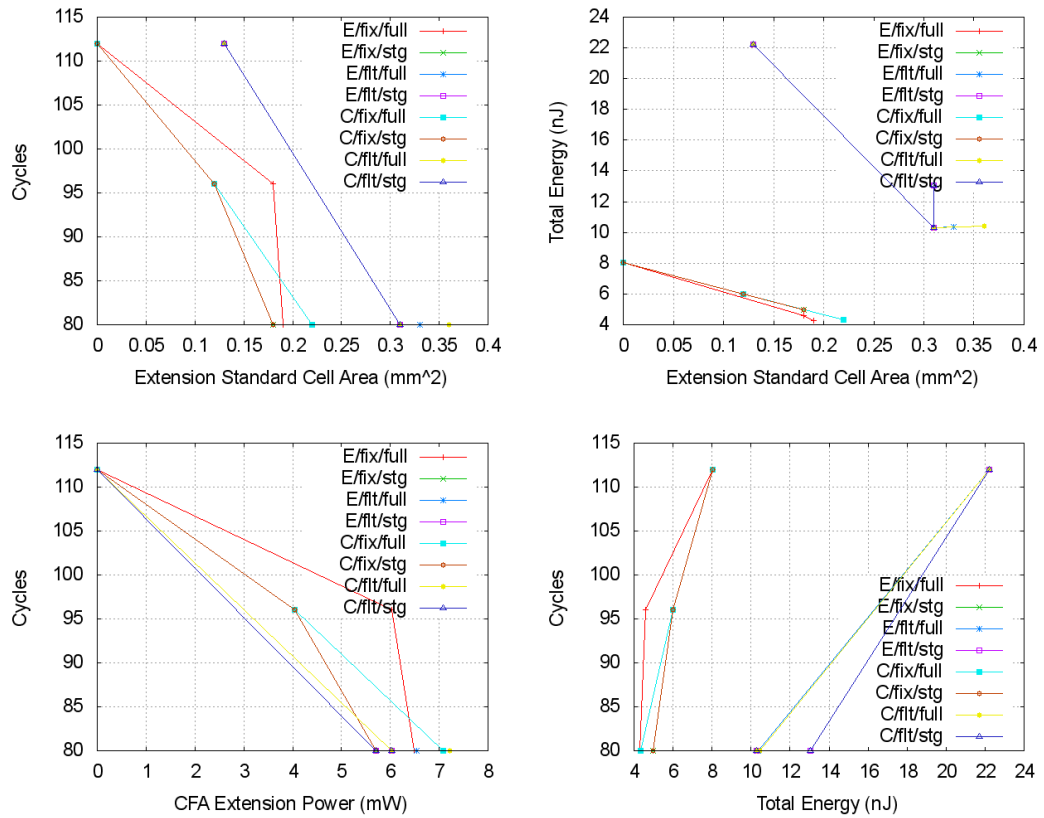 115
110
105
100
95
90
85
80
Cycles
0
0.05
0.1
0.15
0.2
0.25
0.3
0.35
0.4
Extension Standard Cell Area (mm^2)
E/fix/full
E/fix/stg
E/flt/full
E/flt/stg
C/fix/full
C/fix/stg
C/flt/full
C/flt/stg
24
22
20
18
16
14
12
10
8
6
4
Total Energy (nJ)
0
0.05
0.1
0.15
0.2
0.25
0.3
0.35
0.4
Extension Standard Cell Area (mm^2)
E/fix/full
E/fix/stg
E/flt/full
E/flt/stg
C/fix/full
C/fix/stg
C/flt/full
C/flt/stg
115
110
105
100
95
90
85
80
Cycles
0
1
2
3
4
5
6
7
8
CFA Extension Power (mW)
E/fix/full
E/fix/stg
E/flt/full
E/flt/stg
C/fix/full
C/fix/stg
C/flt/full
C/flt/stg
115
110
105
100
95
90
85
80
Cycles
4
6
8
10
12
14
16
18
20
22
24
Total Energy (nJ)
E/fix/full
E/fix/stg
E/flt/full
E/flt/stg
C/fix/full
C/fix/stg
C/flt/full
C/flt/stg